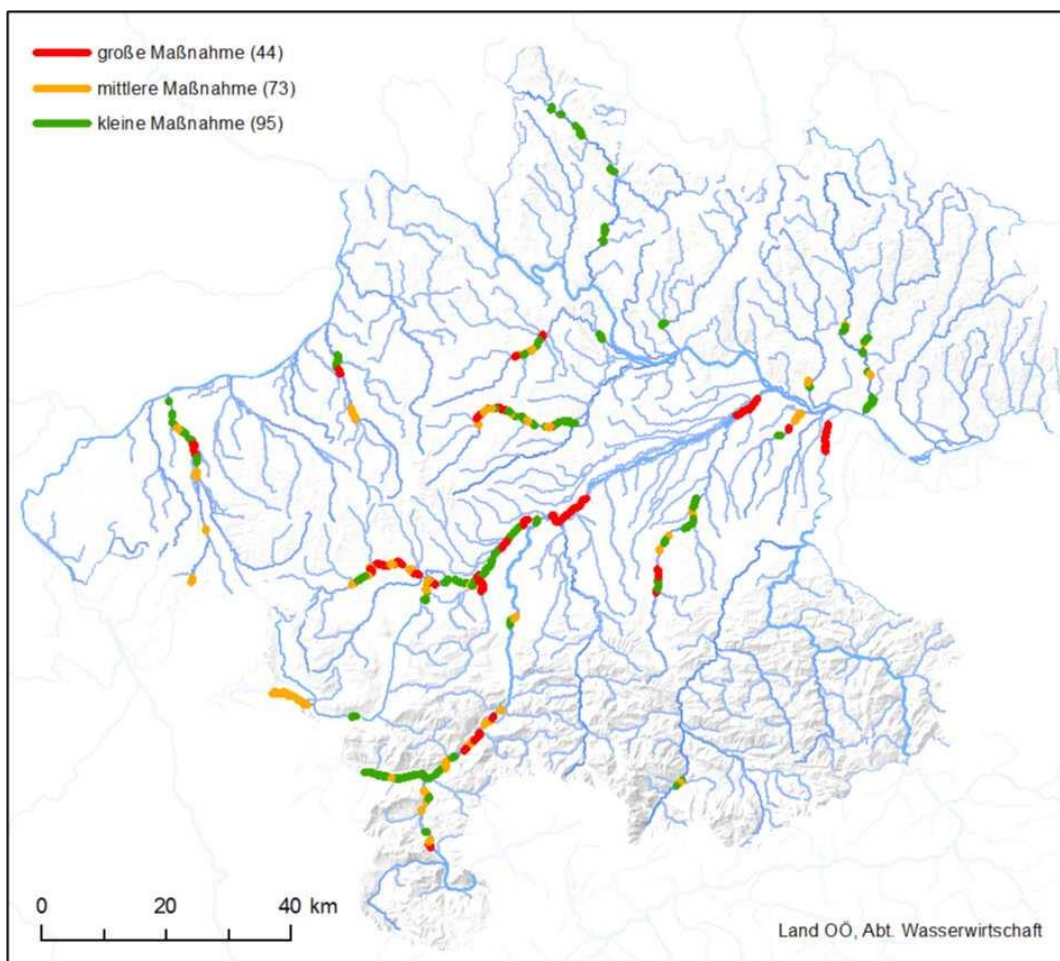 große Maßnahme (44)
mittlere Maßnahme (73)
kleine Maßnahme (95)
0 20 40 km
Land OÖ, Abt. Wasserwirtschaft